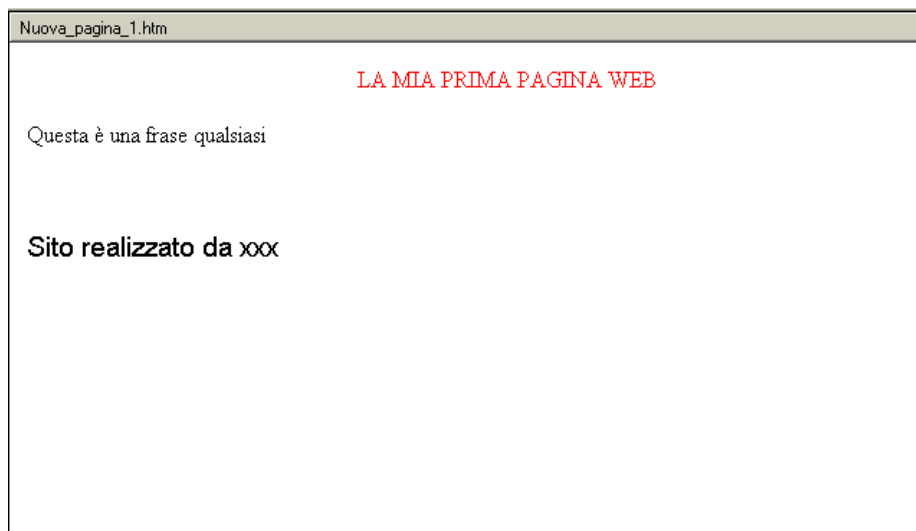 Nuova_pagina_1.htm
LA MIA PRIMA PAGINA WEB
Questa è una frase qualsiasi
Sito realizzato da xxx